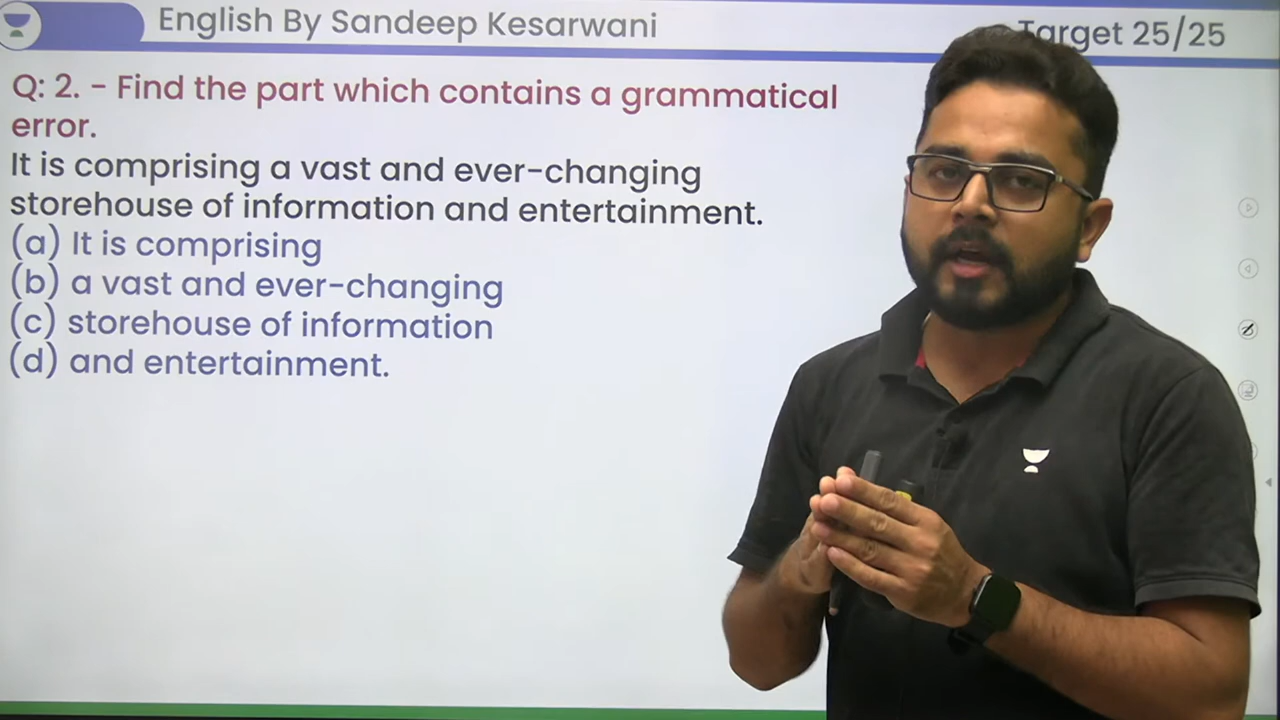 English By Sandeep Kesarwani
Target 25/25
Q: 2. - Find the part which contains a grammatical
error.
It is comprising a vast and ever-changing
storehouse of information and entertainment.
(a) It is comprising
(b) a vast and ever-changing
(c) storehouse of information
(d) and entertainment.